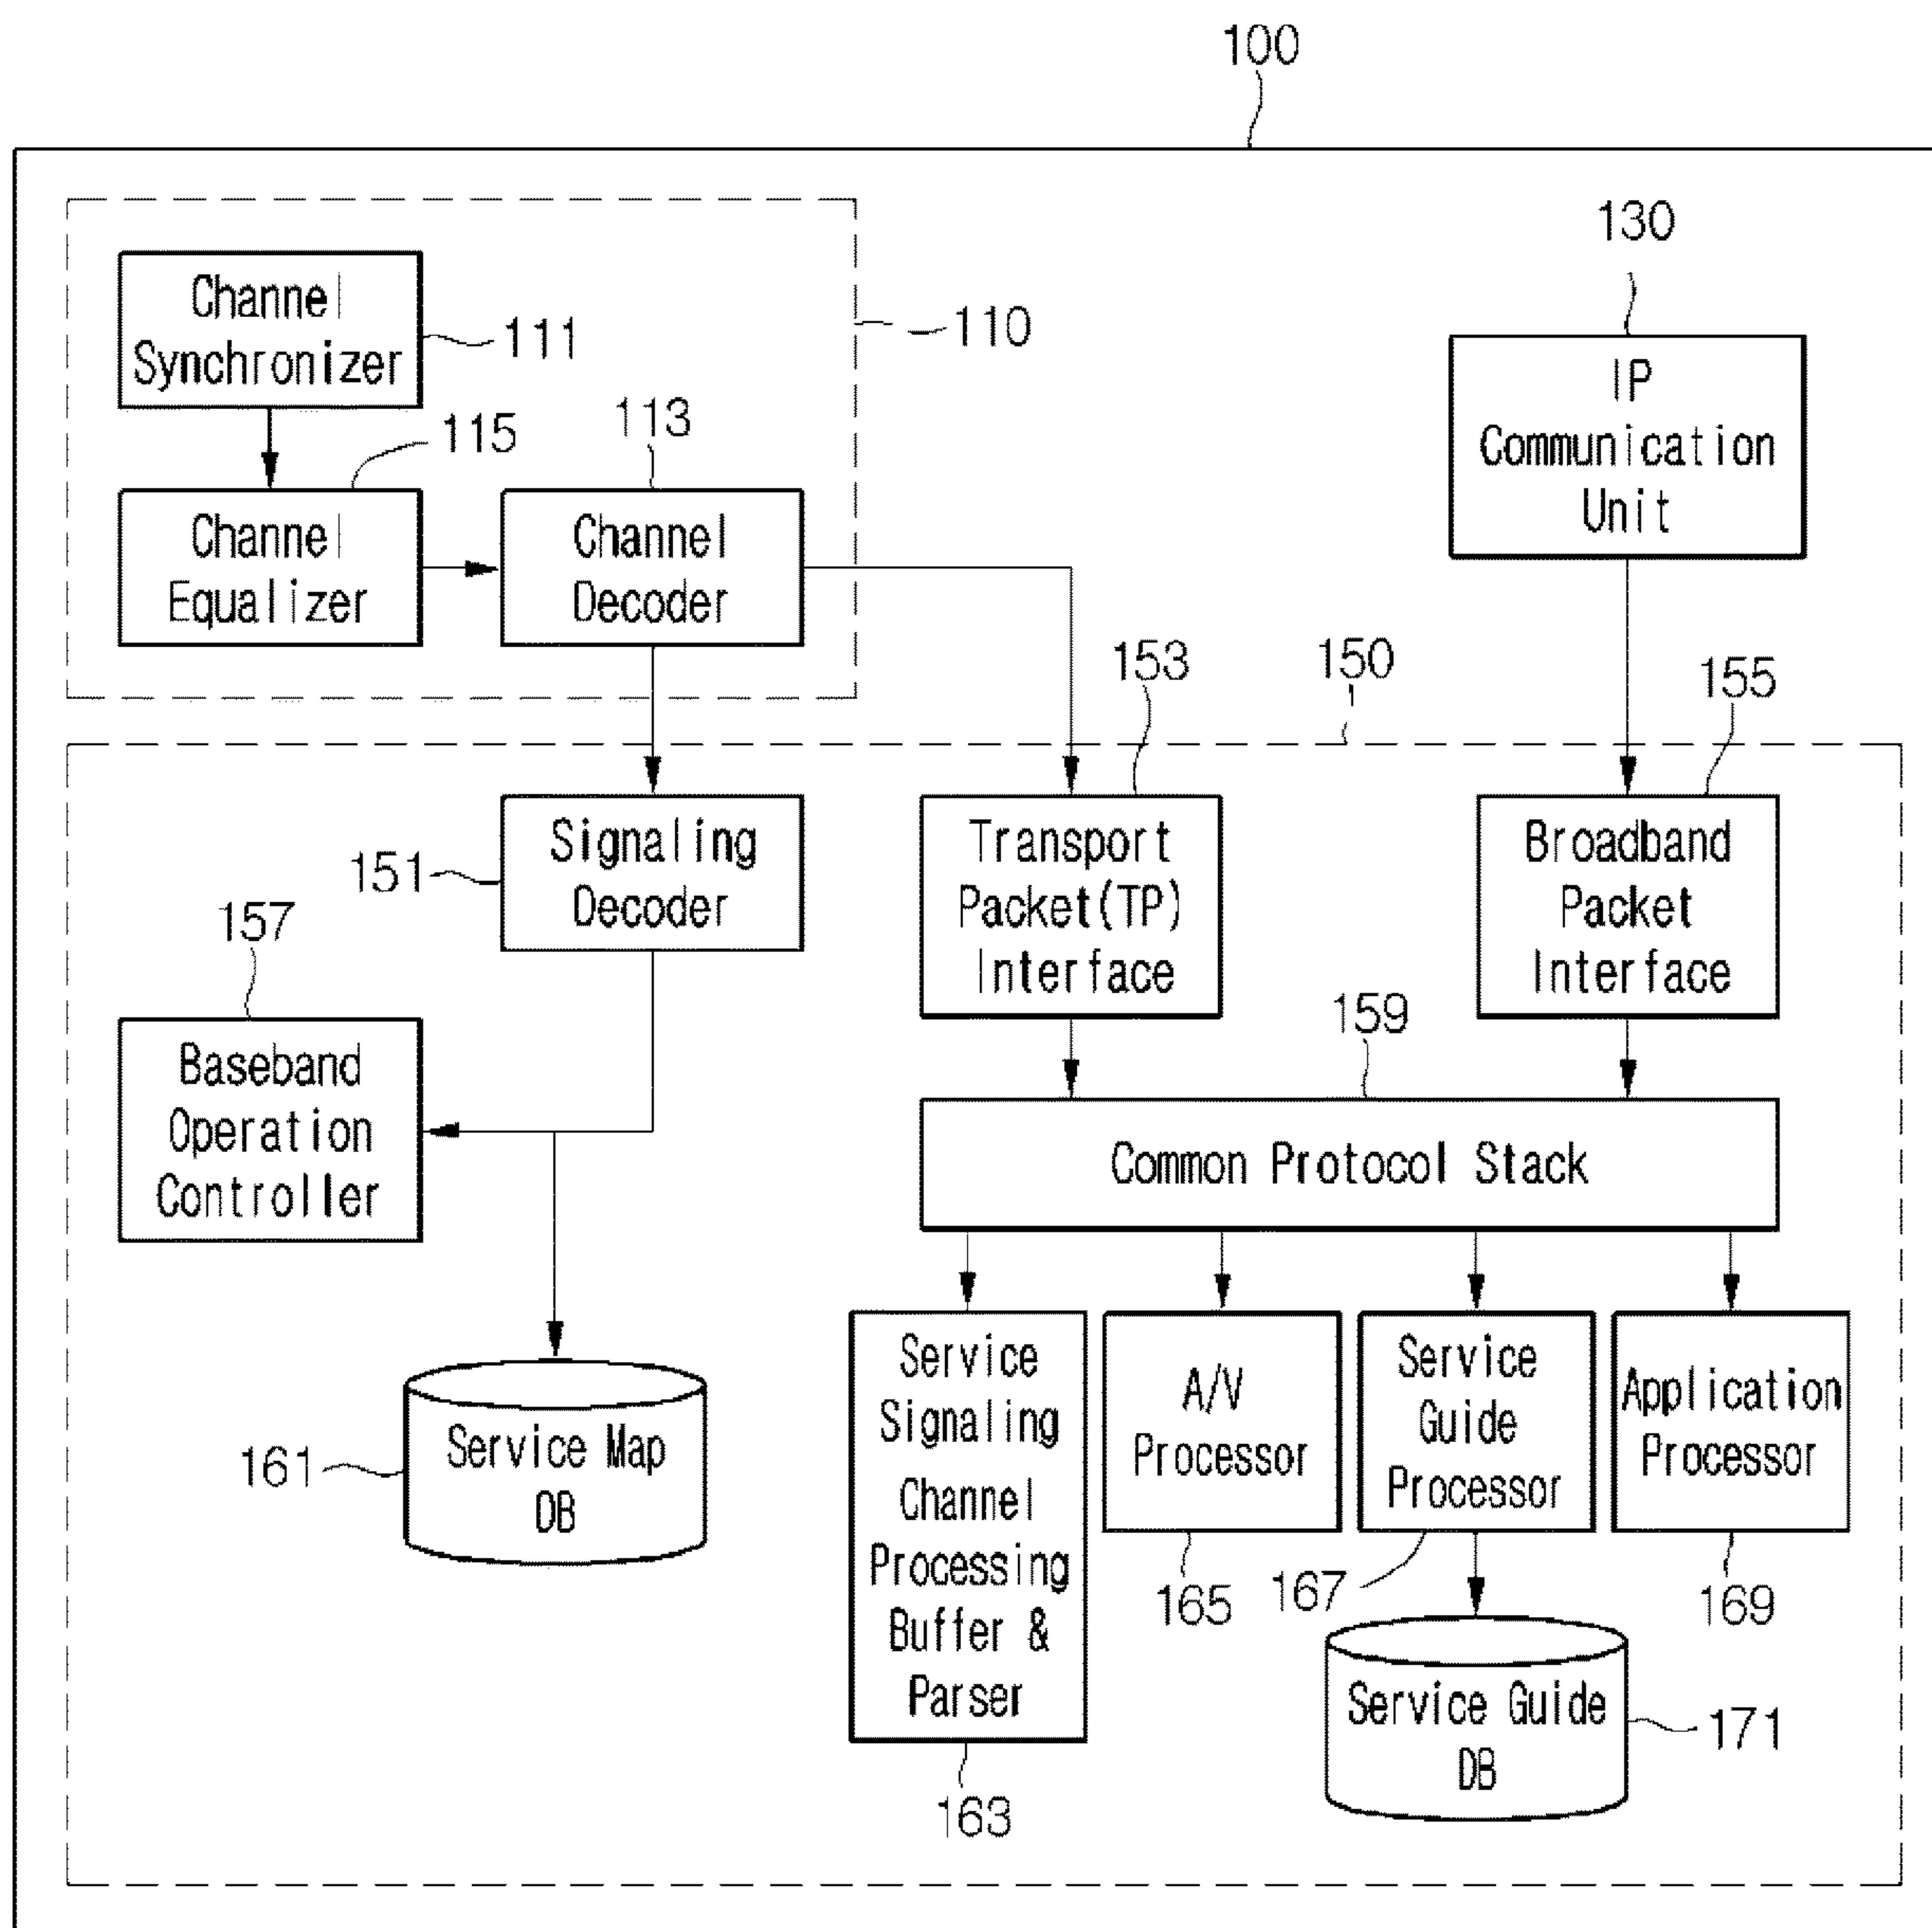 100
130
Channel
Synchronizer
111
110
IP
Communication
Unit
115
113
Channel
Equalizer
Channel
Decoder
153
150
155
Signaling
Decoder
151
Transport
Packet(TP)
Interface
Broadband
Packet
Interface
157
159
Baseband
Operation
Controller
Common Protocol Stack
Service Map
DB
161
Service
Signaling
Channel
Processing
Buffer &
Parser
A/V
Processor
Service
Guide
Processor
Application
Processor
165
167
169
Service Guide
DB
171
163